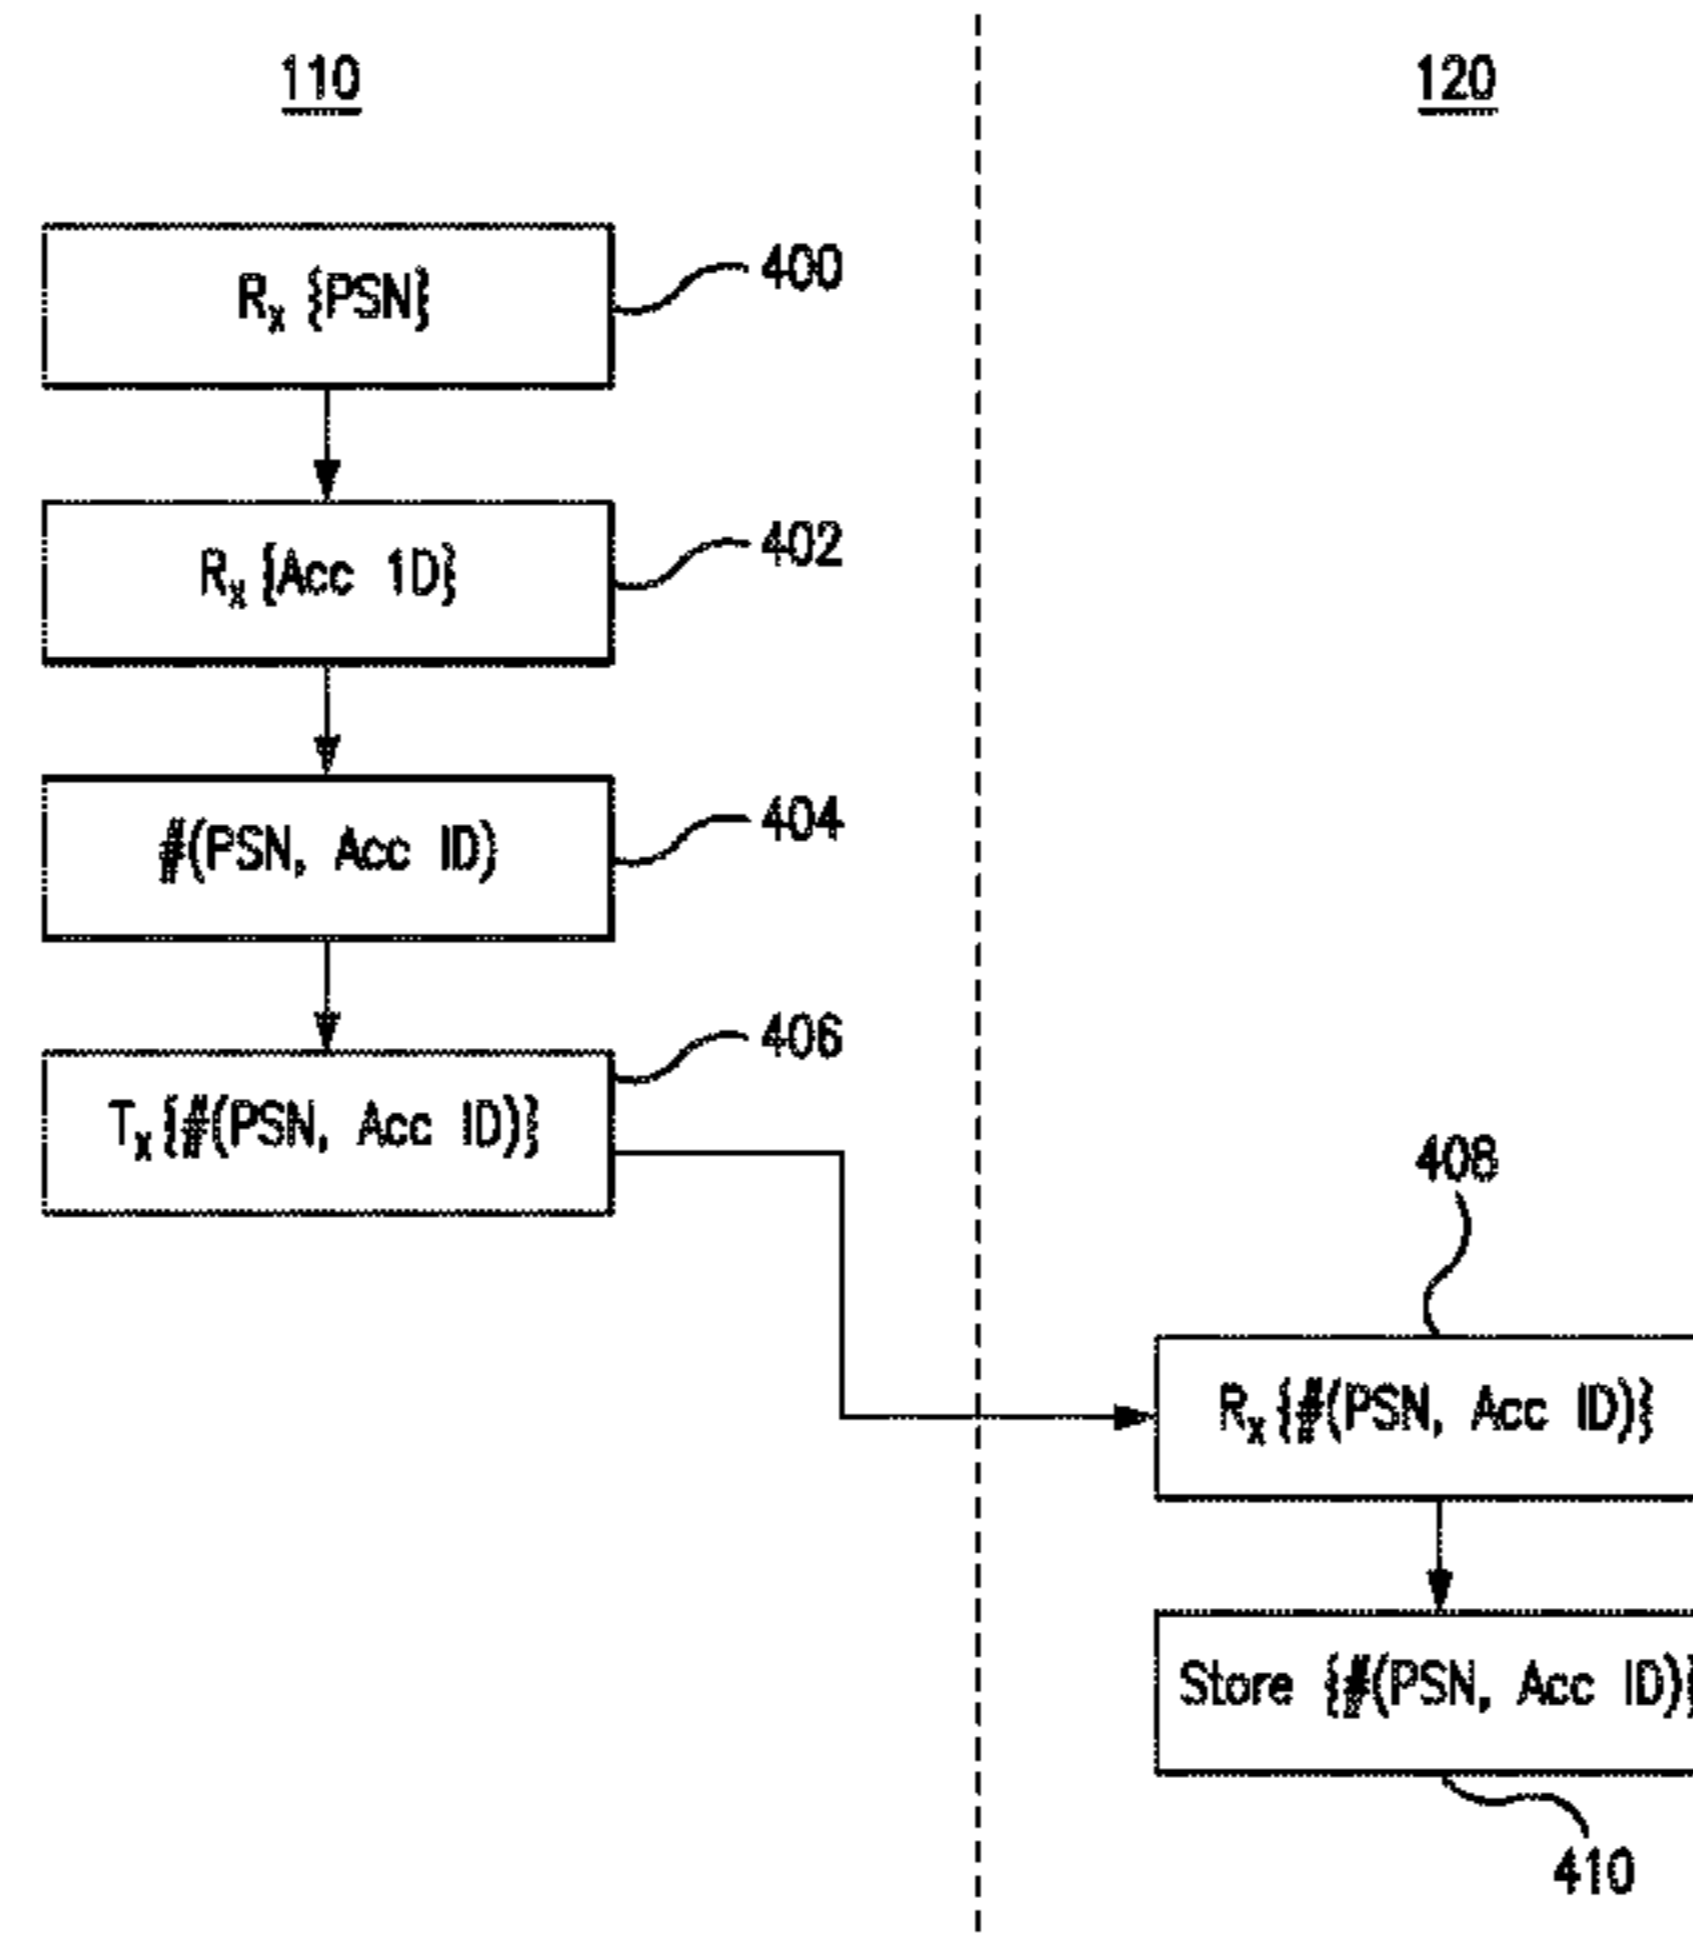 110
120
Rx {PSN}
400
Rx {Acc 1D}
402
#(PSN, Acc ID)
404
406
Tx {#(PSN, Acc ID)}
408
Rx {#(PSN, Acc ID)}
Store {#(PSN, Acc ID)}
410